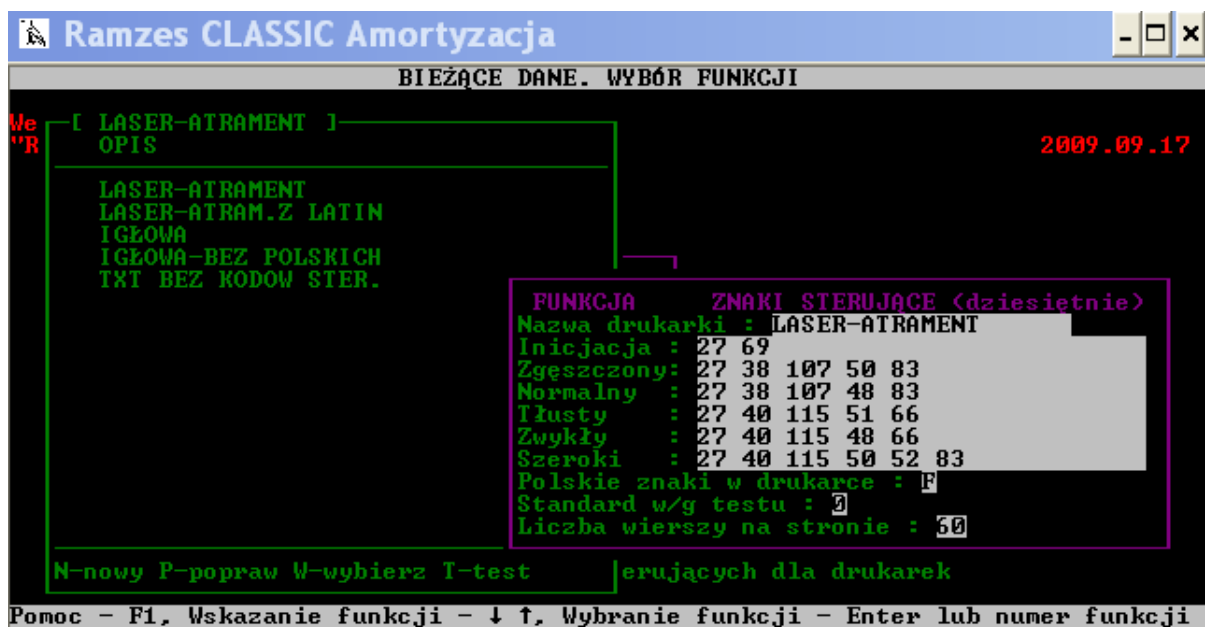 Ramzes CLASSIC Amortyzacja
BIEŻĄCE DANE. WYBÓR FUNKCJI
We
"R
2009.09.17
[ LASER-ATRAMENT ]
OPIS
LASER-ATRAMENT
LASER-ATRAM.Z LATIN
IGŁOWA
IGŁOWA-BEZ POLSKICH
TXT BEZ KODOW STER.
FUNKCJA ZNAKI STERUJĄCE (dziesiętnie)
Nazwa drukarki : LASER-ATRAMENT
Inicjacja : 27 69
Zgęszczony: 27 38 107 50 83
Normalny : 27 38 107 48 83
Tłusty : 27 40 115 51 66
Zwykły : 27 40 115 48 66
Szeroki : 27 40 115 50 52 83
Polskie znaki w drukarce : F
Standard w/g testu : 0
Liczba wierszy na stronie : 60
N-nowy P-popraw W-wybierz T-test
erujących dla drukarek
Pomoc - F1, Wskazanie funkcji - ↓ ↑, Wybranie funkcji - Enter lub numer funkcji